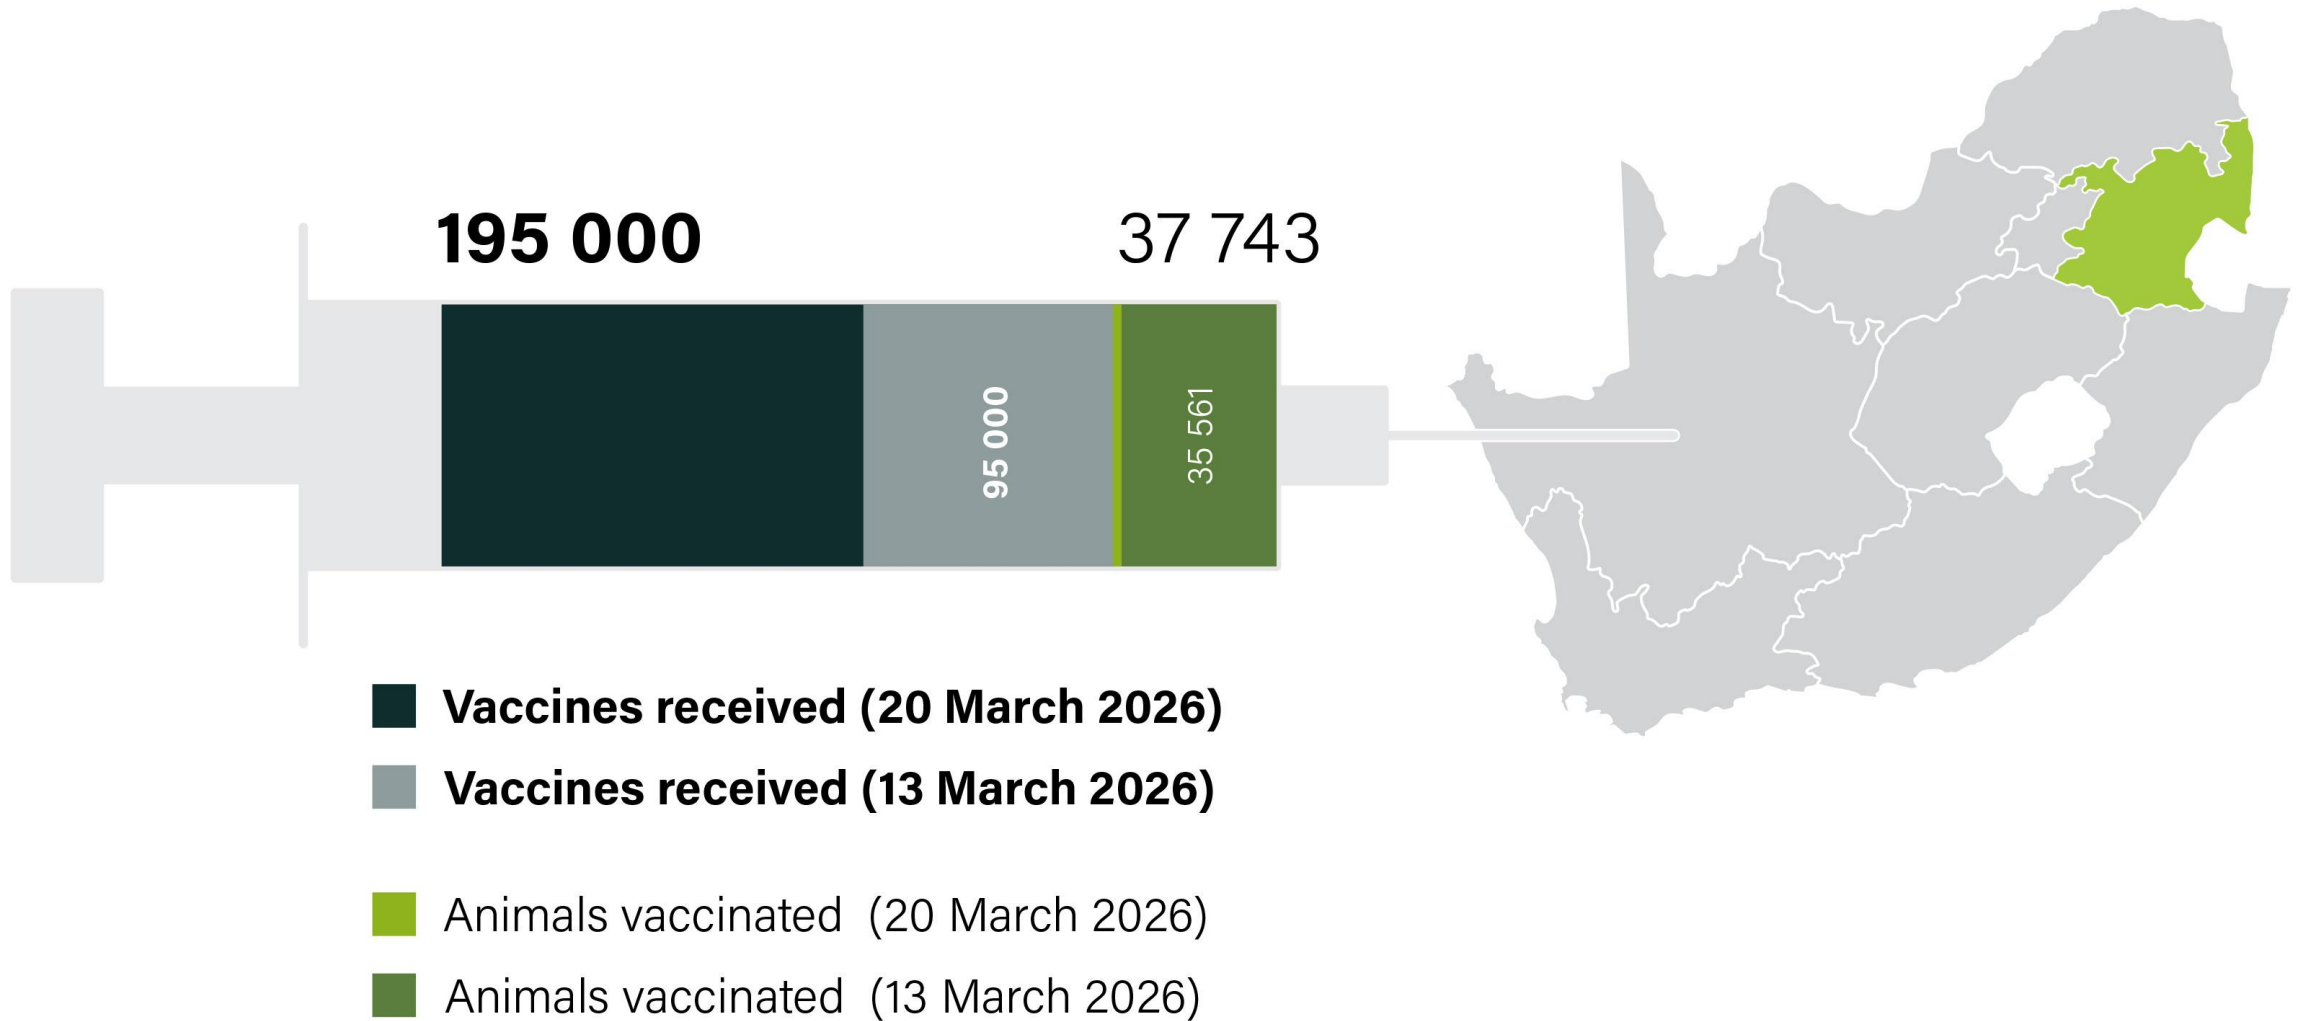 195 000
37 743
95 000
35 561
Vaccines received (20 March 2026)
Vaccines received (13 March 2026)
Animals vaccinated (20 March 2026)
Animals vaccinated (13 March 2026)